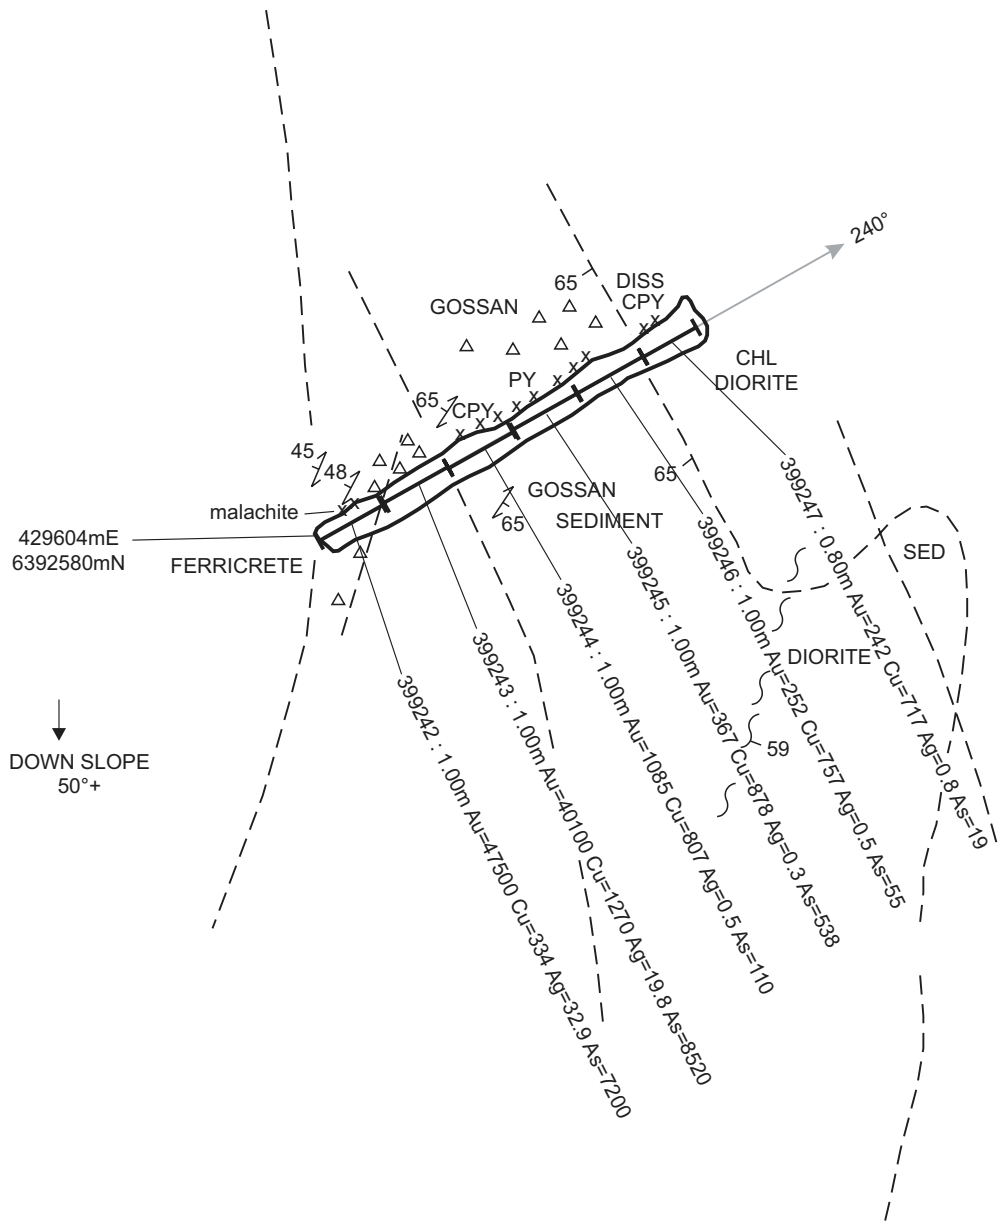 240°
65
DISS
CPY
GOSSAN
CHL
DIORITE
PY
65
CPY
45
48
malachite
GOSSAN
65
65
SEDIMENT
429604mE
6392580mN
FERRICRETE
SED
DIORITE
59
DOWN SLOPE
50°+
399242 : 1.00m Au=47500 Cu=334 Ag=32.9 As=7200
399243 : 1.00m Au=40100 Cu=1270 Ag=19.8 As=8520
399244 : 1.00m Au=1085 Cu=807 Ag=0.5 As=110
399245 : 1.00m Au=367 Cu=878 Ag=0.3 As=538
399246 : 1.00m Au=252 Cu=757 Ag=0.5 As=55
399247 : 0.80m Au=242 Cu=717 Ag=0.8 As=19